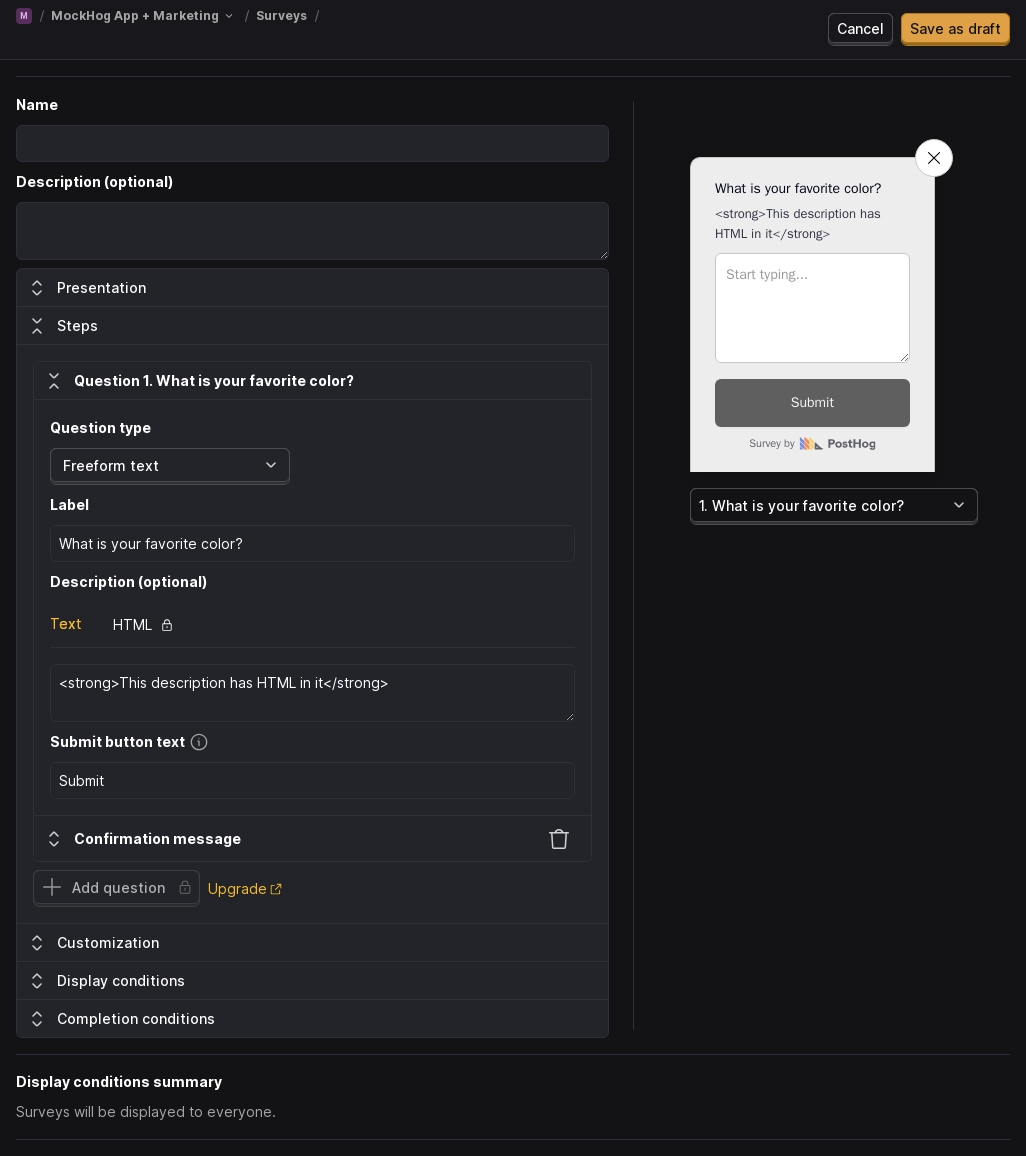 M / MockHog App + Marketing / Surveys /
Cancel
Save as draft
Name
Description (optional)
Presentation
Steps
Question 1. What is your favorite color?
Question type
Freeform text
Label
What is your favorite color?
Description (optional)
Text
HTML
<strong>This description has HTML in it</strong>
Submit button text
Submit
Confirmation message
Add question
Upgrade
Customization
Display conditions
Completion conditions
What is your favorite color?
<strong>This description has
HTML in it</strong>
Start typing...
Submit
Survey by PostHog
1. What is your favorite color?
Display conditions summary
Surveys will be displayed to everyone.